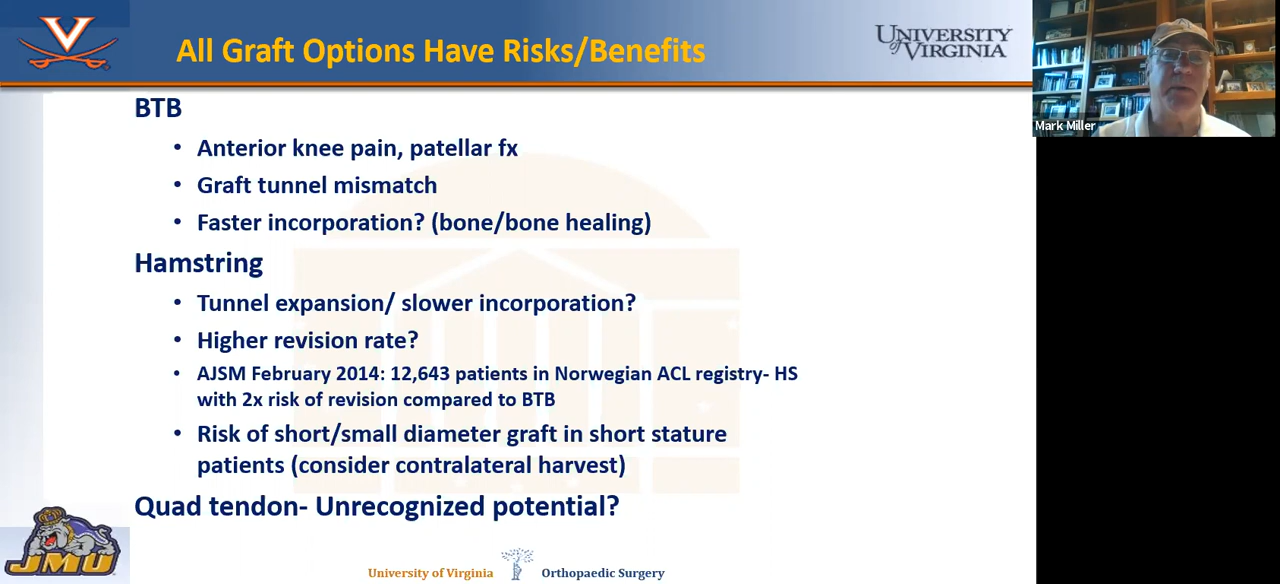 All Graft Options Have Risks/Benefits
UNIVERSITY
of VIRGINIA
Mark Miller
BTB
• Anterior knee pain, patellar fx
• Graft tunnel mismatch
• Faster incorporation? (bone/bone healing)
Hamstring
• Tunnel expansion/ slower incorporation?
• Higher revision rate?
• AJSM February 2014: 12,643 patients in Norwegian ACL registry- HS
with 2x risk of revision compared to BTB
• Risk of short/small diameter graft in short stature
patients (consider contralateral harvest)
Quad tendon- Unrecognized potential?
JMU
University of Virginia Orthopaedic Surgery